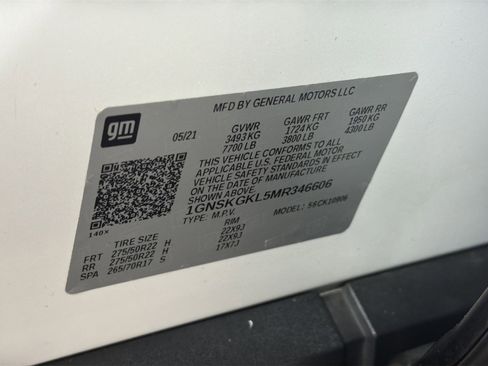 MFD BY GENERAL MOTORS LLC
gm
05/21 GVWR GAWR FRT GAWR RR
3493 KG 1724 KG 1950 KG
7700 LB 3800 LB 4300 LB
THIS VEHICLE CONFORMS TO ALL
APPLICABLE U.S. FEDERAL MOTOR
VEHICLE SAFETY STANDARDS IN
EFFECT ON THE DATE OF
MANUFACTURE SHOWN ABOVE.
1GNSKGKL5MR346606
TYPE: M.P.V. MODEL: S6CK10906
140X
TIRE SIZE RIM
FRT 275/50R22 H 22X9J
RR 275/50R22 H 22X9J
SPA 265/70R17 S 17X7J